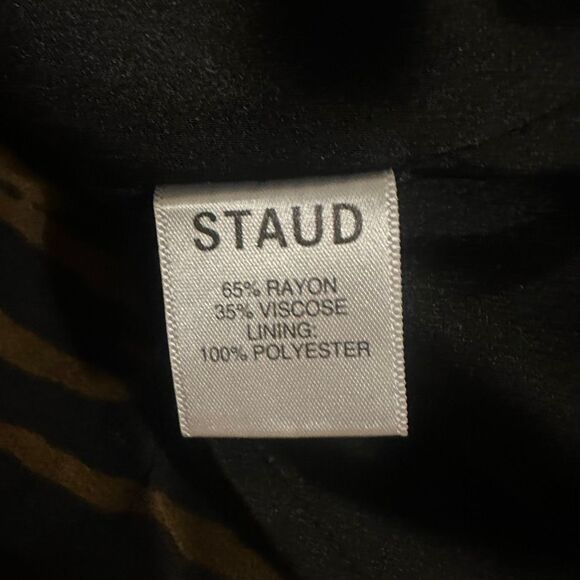 STAUD
65% RAYON
35% VISCOSE
LINING:
100% POLYESTER